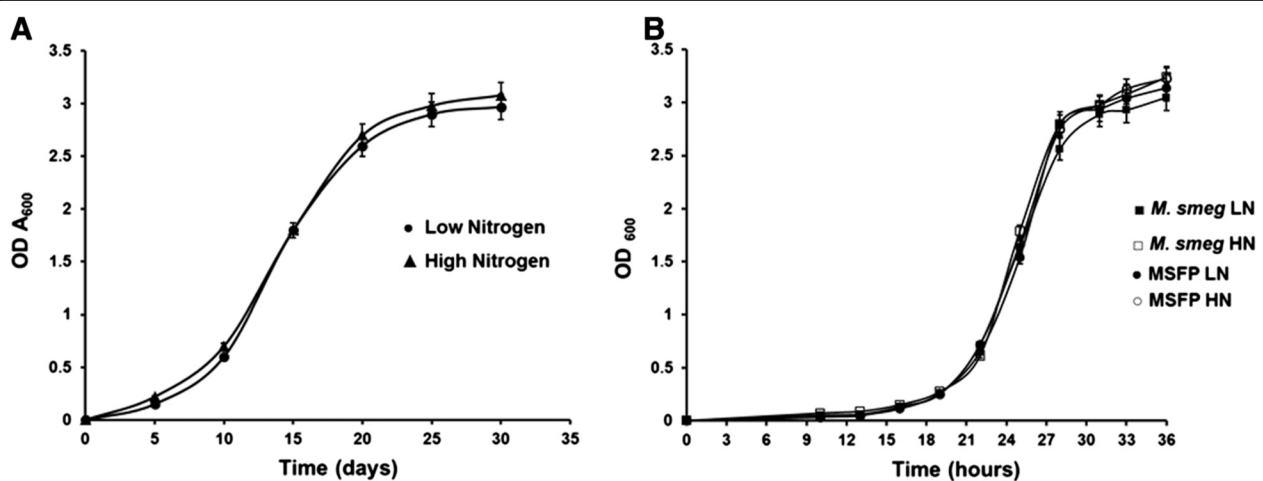 A
3.5
3
2.5
2
1.5
1
0.5
0
OD A600
0 5 10 15 20 25 30 35
Time (days)
Low Nitrogen
High Nitrogen
B
3.5
3
2.5
2
1.5
1
0.5
0
OD 600
0 3 6 9 12 13 18 21 24 27 30 33 36
Time (hours)
M. smeg LN
M. smeg HN
MSFP LN
MSFP HN